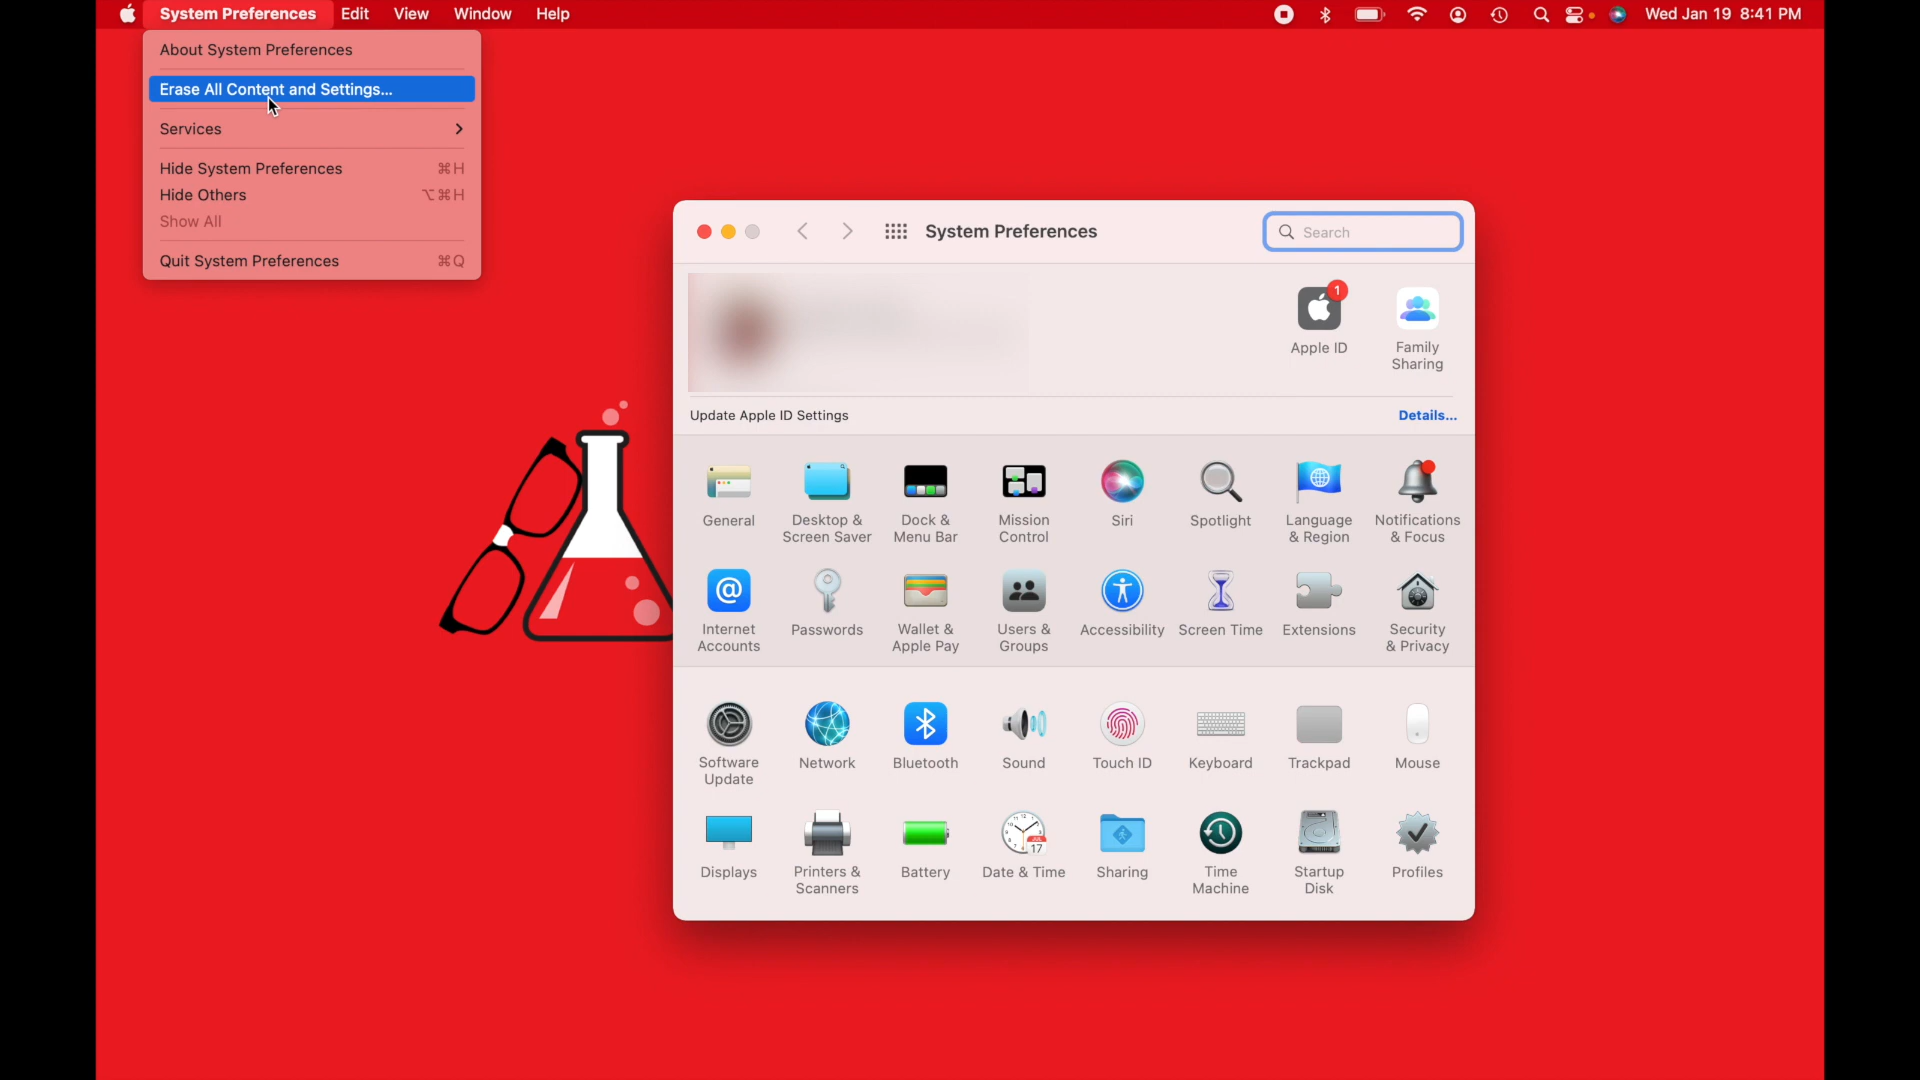 System Preferences Edit View Window Help
Wed Jan 19 8:41 PM
About System Preferences
Erase All Content and Settings...
Services
Hide System Preferences ⌘H
Hide Others ⌥⌘H
Show All
Quit System Preferences ⌘Q
System Preferences
Search
1
Apple ID
Family
Sharing
Update Apple ID Settings
Details...
General
Desktop &
Screen Saver
Dock &
Menu Bar
Mission
Control
Siri
Spotlight
Language
& Region
Notifications
& Focus
Internet
Accounts
Passwords
Wallet &
Apple Pay
Users &
Groups
Accessibility
Screen Time
Extensions
Security
& Privacy
Software
Update
Network
Bluetooth
Sound
Touch ID
Keyboard
Trackpad
Mouse
Displays
Printers &
Scanners
Battery
17
Date & Time
Sharing
Time
Machine
Startup
Disk
Profiles